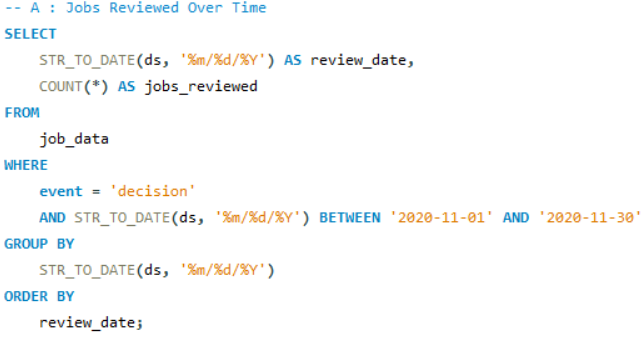 -- A : Jobs Reviewed Over Time
SELECT
    STR_TO_DATE(ds, '%m/%d/%Y') AS review_date,
    COUNT(*) AS jobs_reviewed
FROM
    job_data
WHERE
    event = 'decision'
    AND STR_TO_DATE(ds, '%m/%d/%Y') BETWEEN '2020-11-01' AND '2020-11-30'
GROUP BY
    STR_TO_DATE(ds, '%m/%d/%Y')
ORDER BY
    review_date;